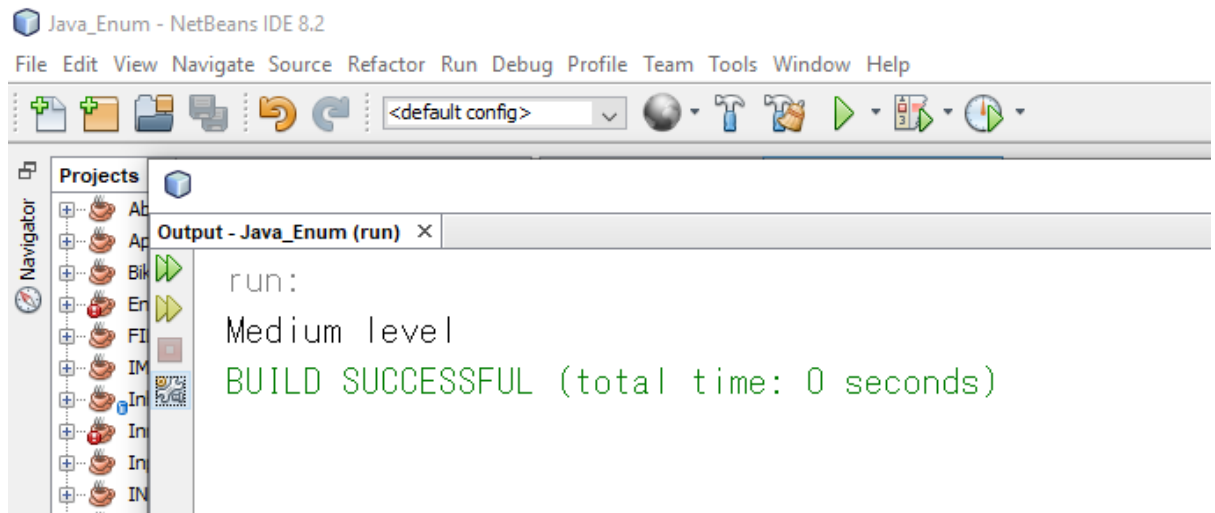 Java_Enum - NetBeans IDE 8.2
File Edit View Navigate Source Refactor Run Debug Profile Team Tools Window Help
<default config>
Navigator
Projects
Output - Java_Enum (run)
run:
Medium level
BUILD SUCCESSFUL (total time: 0 seconds)